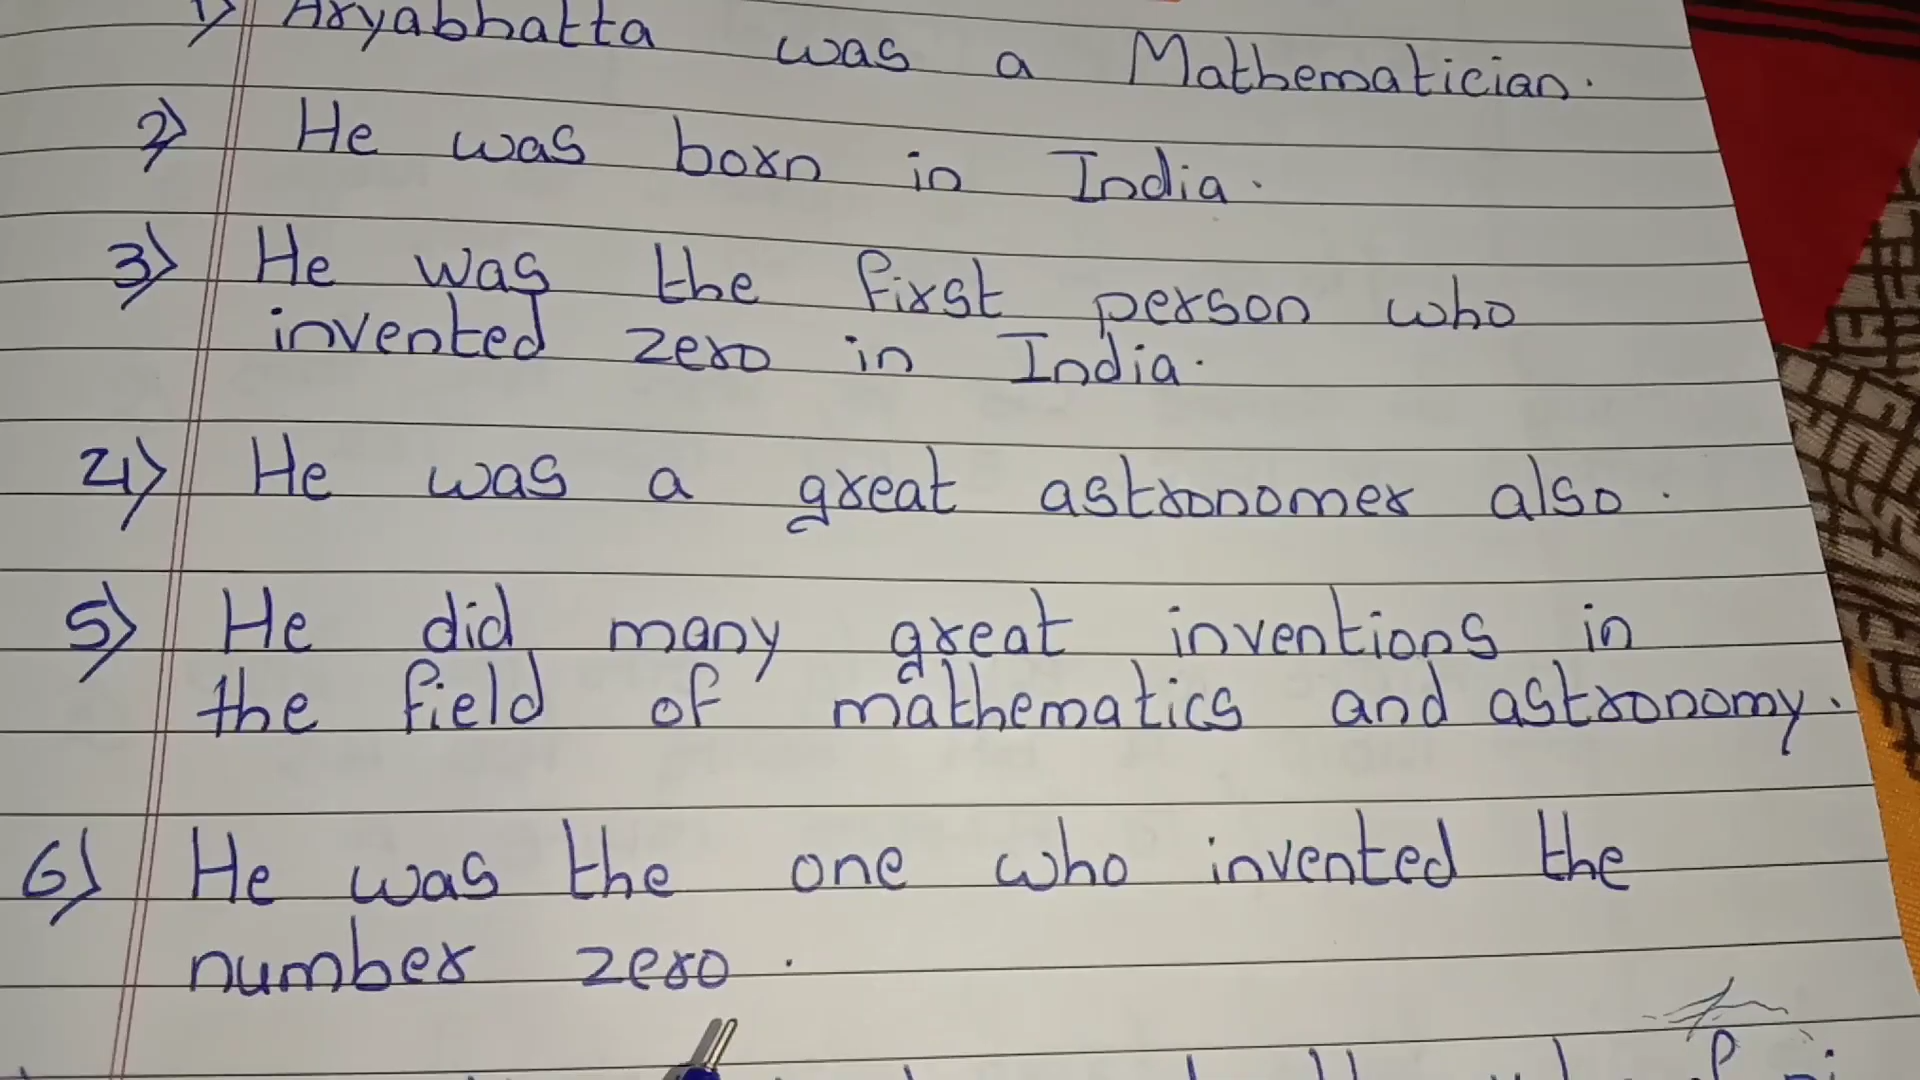 1) Aryabhatta was a Mathematician.
2) He was born in India.
3) He was the first person who
invented zero in India.
4) He was a great astronomer also.
5) He did many great inventions in
the field of mathematics and astronomy.
6) He was the one who invented the
number zero.